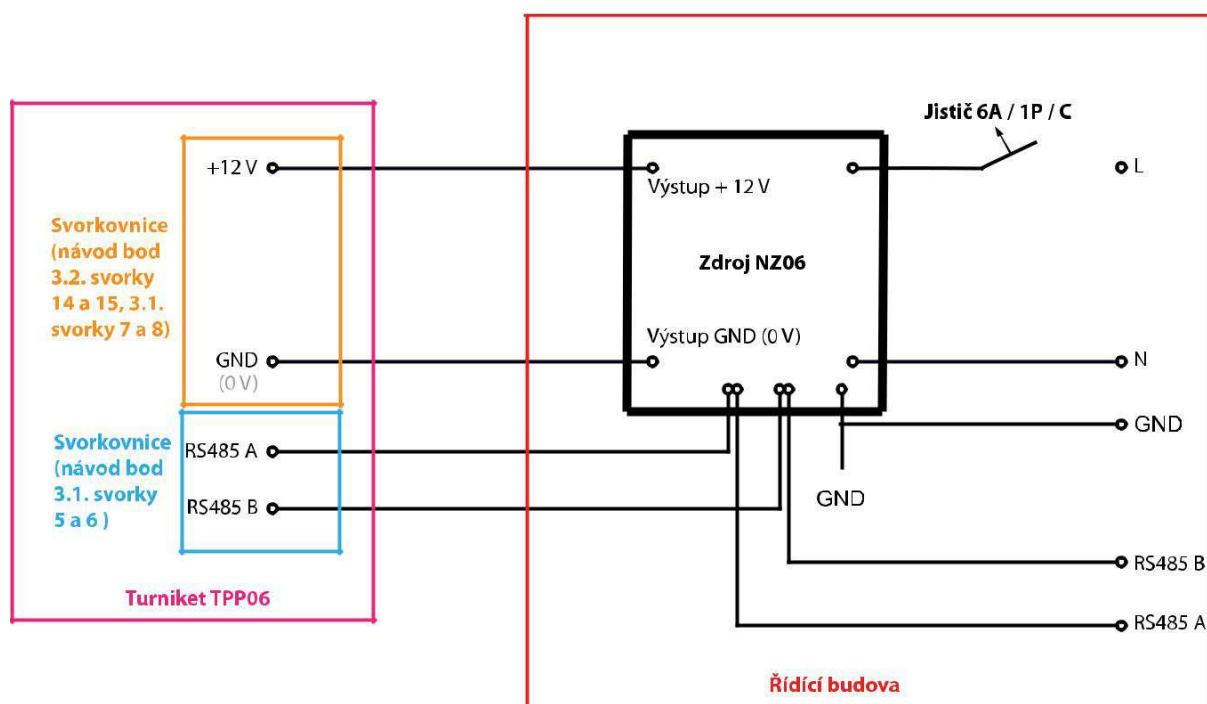 Jistič 6A / 1P / C
+12 V
Výstup + 12 V
L
Svorkovnice
(návod bod
3.2. svorky
14 a 15, 3.1.
svorky 7 a 8)
Zdroj NZ06
Výstup GND (0 V)
GND
(0 V)
N
GND
Svorkovnice
(návod bod
3.1. svorky
5 a 6 )
RS485 A
RS485 B
GND
RS485 B
RS485 A
Turniket TPP06
Řídící budova